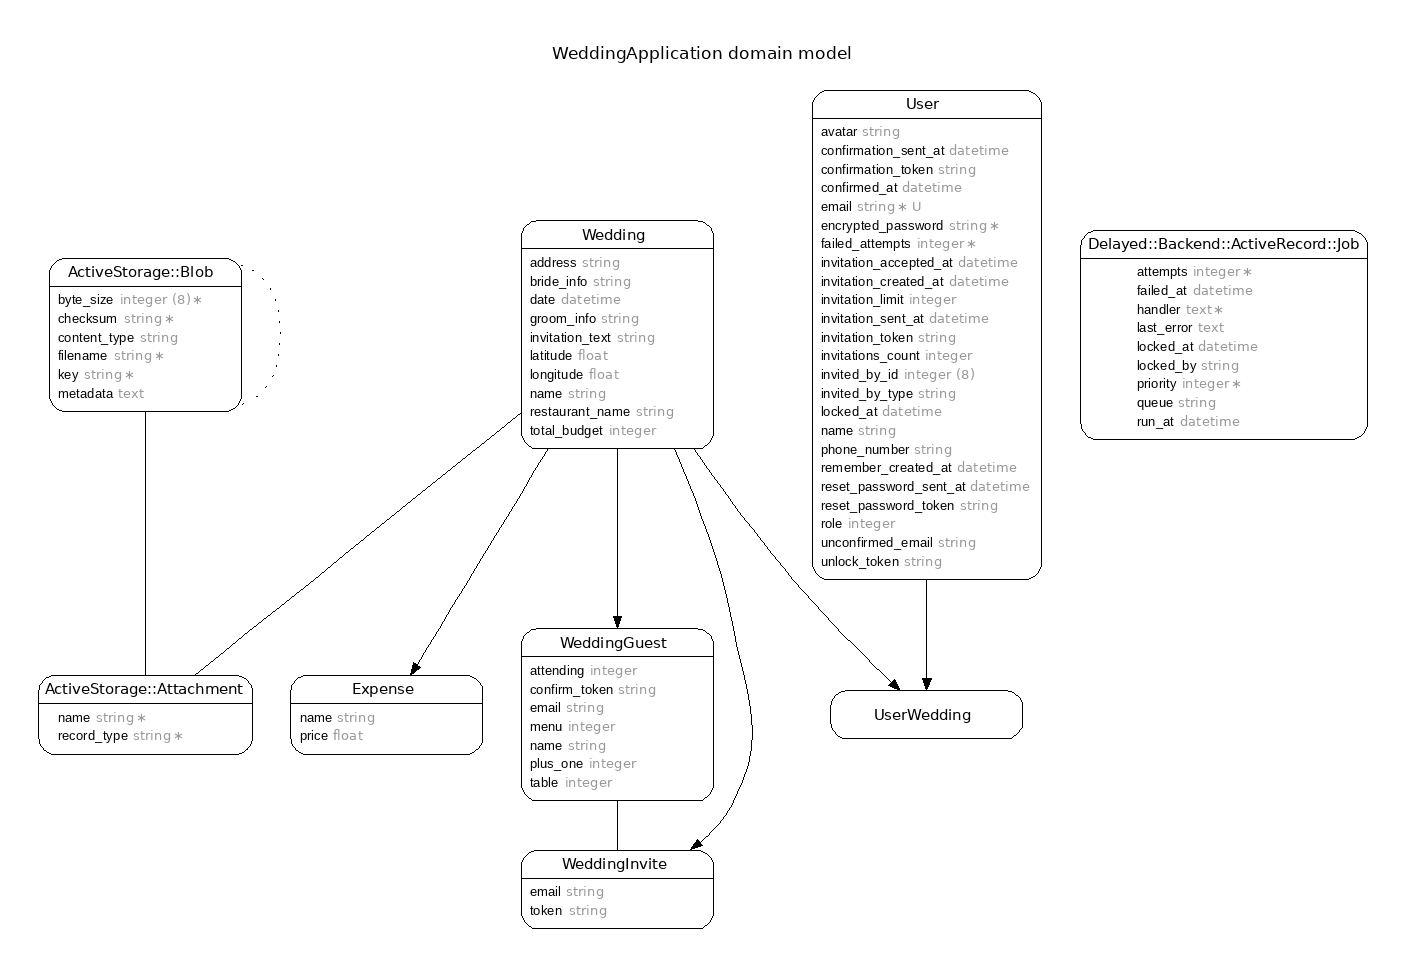 WeddingApplication domain model
User
avatar string
confirmation_sent_at datetime
confirmation_token string
confirmed_at datetime
email string ∗ U
encrypted_password string ∗
failed_attempts integer ∗
invitation_accepted_at datetime
invitation_created_at datetime
invitation_limit integer
invitation_sent_at datetime
invitation_token string
invitations_count integer
invited_by_id integer (8)
invited_by_type string
locked_at datetime
name string
phone_number string
remember_created_at datetime
reset_password_sent_at datetime
reset_password_token string
role integer
unconfirmed_email string
unlock_token string
Wedding
address string
bride_info string
date datetime
groom_info string
invitation_text string
latitude float
longitude float
name string
restaurant_name string
total_budget integer
Delayed::Backend::ActiveRecord::Job
attempts integer ∗
failed_at datetime
handler text ∗
last_error text
locked_at datetime
locked_by string
priority integer ∗
queue string
run_at datetime
ActiveStorage::Blob
byte_size integer (8) ∗
checksum string ∗
content_type string
filename string ∗
key string ∗
metadata text
ActiveStorage::Attachment
name string ∗
record_type string ∗
Expense
name string
price float
WeddingGuest
attending integer
confirm_token string
email string
menu integer
name string
plus_one integer
table integer
UserWedding
WeddingInvite
email string
token string